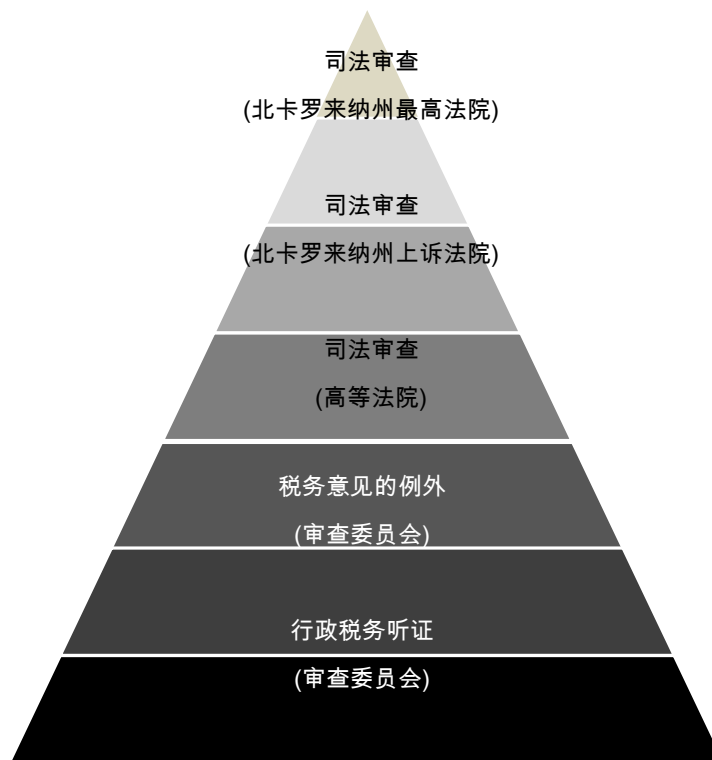 司法审查
(北卡罗来纳州最高法院)
司法审查
(北卡罗来纳州上诉法院)
司法审查
(高等法院)
税务意见的例外
(审查委员会)
行政税务听证
(审查委员会)